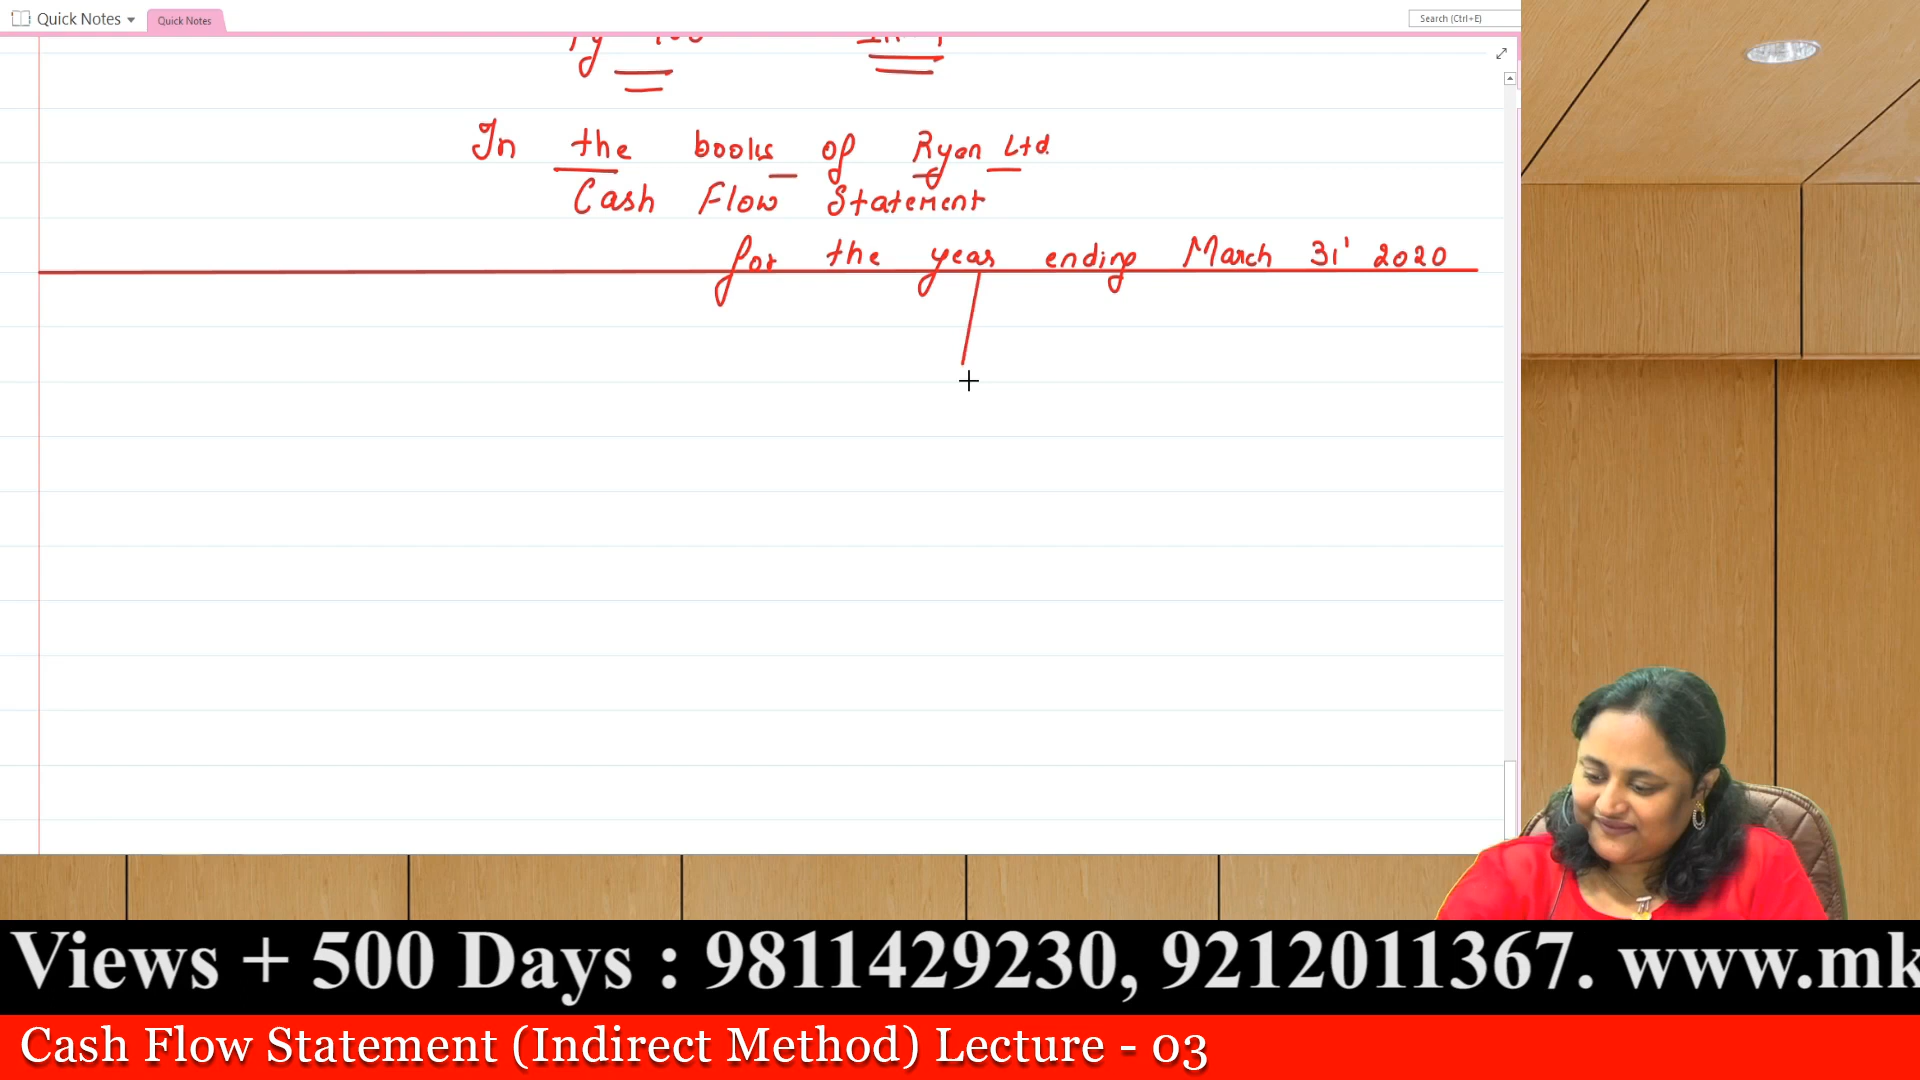 Quick Notes
Quick Notes
Search (Ctrl+E)
In the books of Ryan Ltd.
Cash Flow Statement
for the year ending March 31' 2020
Views + 500 Days : 9811429230, 9212011367. www.mk
Cash Flow Statement (Indirect Method) Lecture - 03